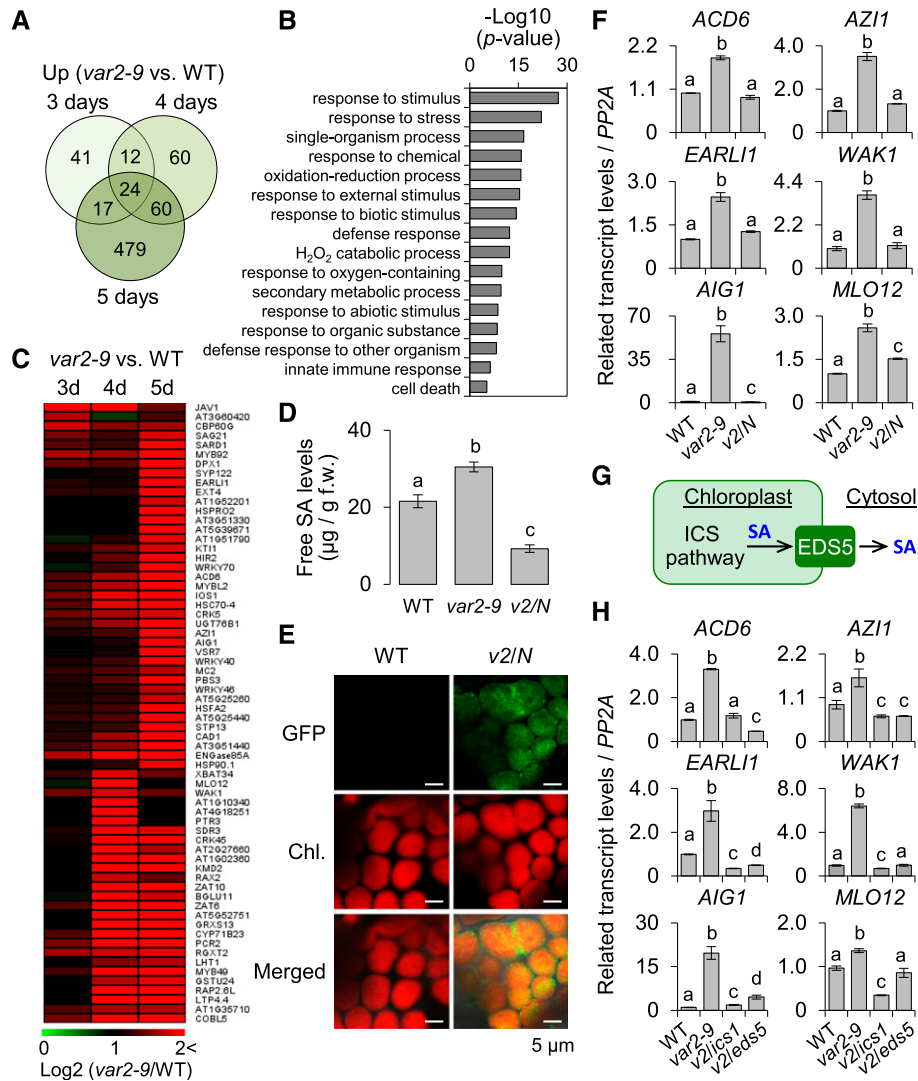 A
Up (var2-9 vs. WT)
3 days
4 days
41
12
60
24
17
60
479
5 days
B
-Log10
(p-value)
0
15
30
response to stimulus
response to stress
single-organism process
response to chemical
oxidation-reduction process
response to external stimulus
response to biotic stimulus
defense response
H2O2 catabolic process
response to oxygen-containing
secondary metabolic process
response to abiotic stimulus
response to organic substance
defense response to other organism
innate immune response
cell death
C
var2-9 vs. WT
3d 4d 5d
JAV1
AT3G60420
CBP60G
SAG21
SARD1
MYB92
DPX1
SYP122
EARLI1
EXT4
AT1G52201
HSPRO2
AT3G51330
AT5G39671
AT1G51790
KTI1
HIR2
WRKY70
ACD6
MYBL2
IOS1
HSC70-4
CRK5
UGT76B1
AZI1
AIG1
VSR7
WRKY40
MC2
PBS3
WRKY46
AT5G25260
HSFA2
AT5G25440
STP13
CAD1
AT3G51440
ENGase85A
HSP90.1
XBAT34
MLO12
WAK1
AT1G10340
AT4G18251
PTR3
SDR3
CRK45
AT2G27660
AT1G02360
KMD2
RAX2
ZAT10
BGLU11
ZAT6
AT5G52751
GRXS13
CYP71B23
PCR2
RGXT2
LHT1
MYB49
GSTU24
RAP2.6L
LTP4.4
AT1G35710
COBL5
0 1 2<
Log2 (var2-9/WT)
D
Free SA levels
(µg / g f.w.)
40
20
0
a
b
c
WT var2-9 v2/N
E
WT v2/N
GFP
Chl.
Merged
5 µm
F
Related transcript levels / PP2A
ACD6
2.2
1.1
0
a b a
AZI1
4.0
2.0
0
a b a
EARLI1
3.0
1.5
0
a b a
WAK1
4.4
2.2
0
a b a
AIG1
70
35
0
a b c
MLO12
3.0
1.5
0
a b c
WT var2-9 v2/N
WT var2-9 v2/N
G
Chloroplast
Cytosol
ICS
pathway
SA
EDS5
SA
H
Related transcript levels / PP2A
ACD6
4.0
2.0
0
a b a c
AZI1
2.2
1.1
0
a b c c
EARLI1
4.0
2.0
0
a b c d
WAK1
8.0
4.0
0
a b c a
AIG1
30
15
0
a b c d
MLO12
2.0
1.0
0
a b c a
WT var2-9 v2/ics1 v2/eds5
WT var2-9 v2/ics1 v2/eds5